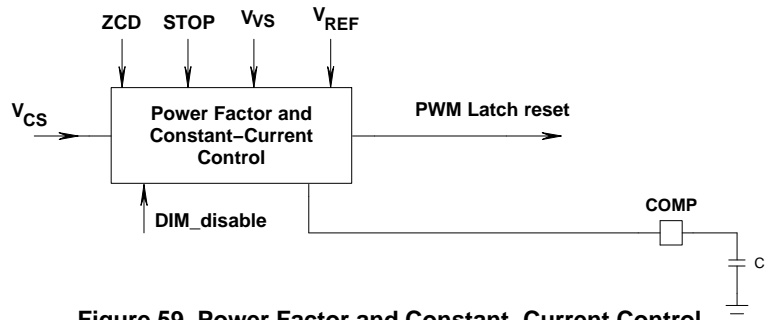 ZCD STOP VVS VREF
VCS
Power Factor and
Constant−Current
Control
PWM Latch reset
DIM_disable
COMP
C
Figure 59. Power Factor and Constant−Current Control